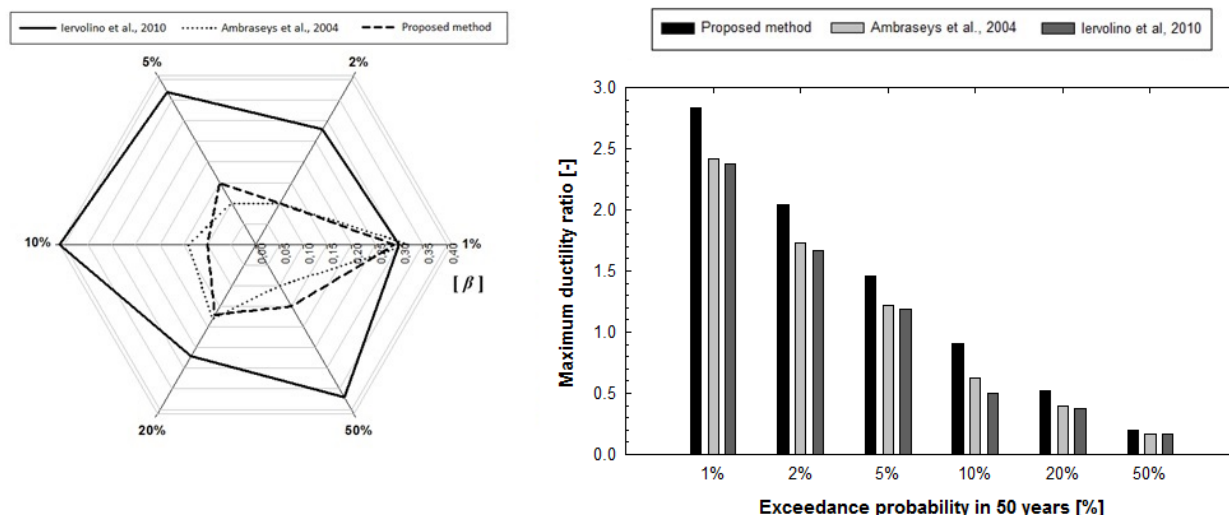 Iervolino et al., 2010 Ambraseys et al., 2004 Proposed method
5% 2%
10% 1%
0,00 0,05 0,10 0,15 0,20 0,25 0,30 0,35 0,40
[ β ]
20% 50%
Proposed method Ambraseys et al., 2004 Iervolino et al, 2010
Maximum ductility ratio [-]
3.0
2.5
2.0
1.5
1.0
0.5
0.0
1% 2% 5% 10% 20% 50%
Exceedance probability in 50 years [%]